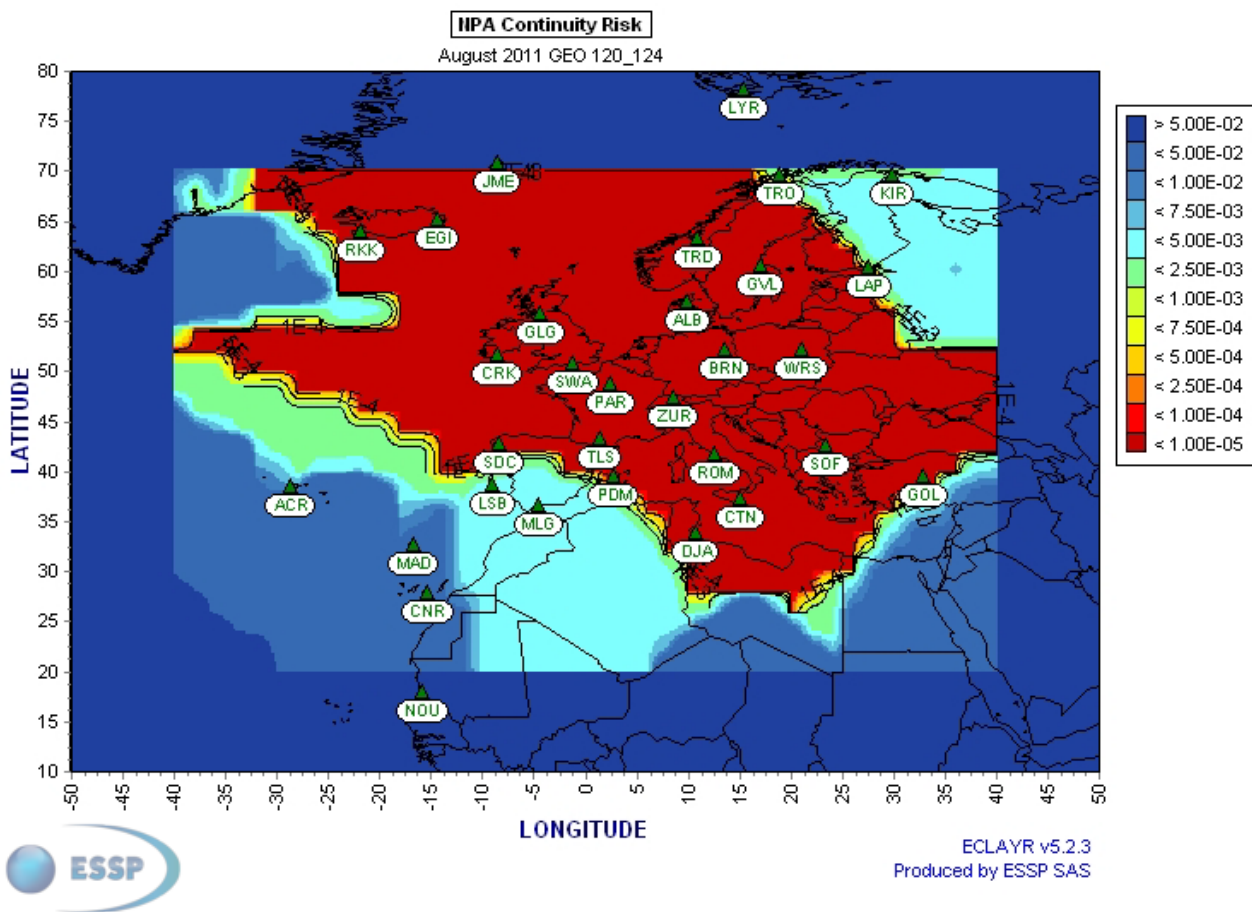 NPA Continuity Risk
August 2011 GEO 120_124
80
75
70
65
60
55
50
45
40
35
30
25
20
15
10
LATITUDE
LYR
JME
TRO
KIR
RKK
EGI
TRD
GVL
LAP
ALB
GLG
CRK
SWA
BRN
WRS
PAR
ZUR
SDC
TLS
ROM
SOF
ACR
LSB
PDM
GOL
MLG
CTN
DJA
MAD
CNR
NOU
1E-3
1E-4
-50
-45
-40
-35
-30
-25
-20
-15
-10
-5
0
5
10
15
20
25
30
35
40
45
50
LONGITUDE
> 5.00E-02
< 5.00E-02
< 1.00E-02
< 7.50E-03
< 5.00E-03
< 2.50E-03
< 1.00E-03
< 7.50E-04
< 5.00E-04
< 2.50E-04
< 1.00E-04
< 1.00E-05
ESSP
ECLAYR v5.2.3
Produced by ESSP SAS